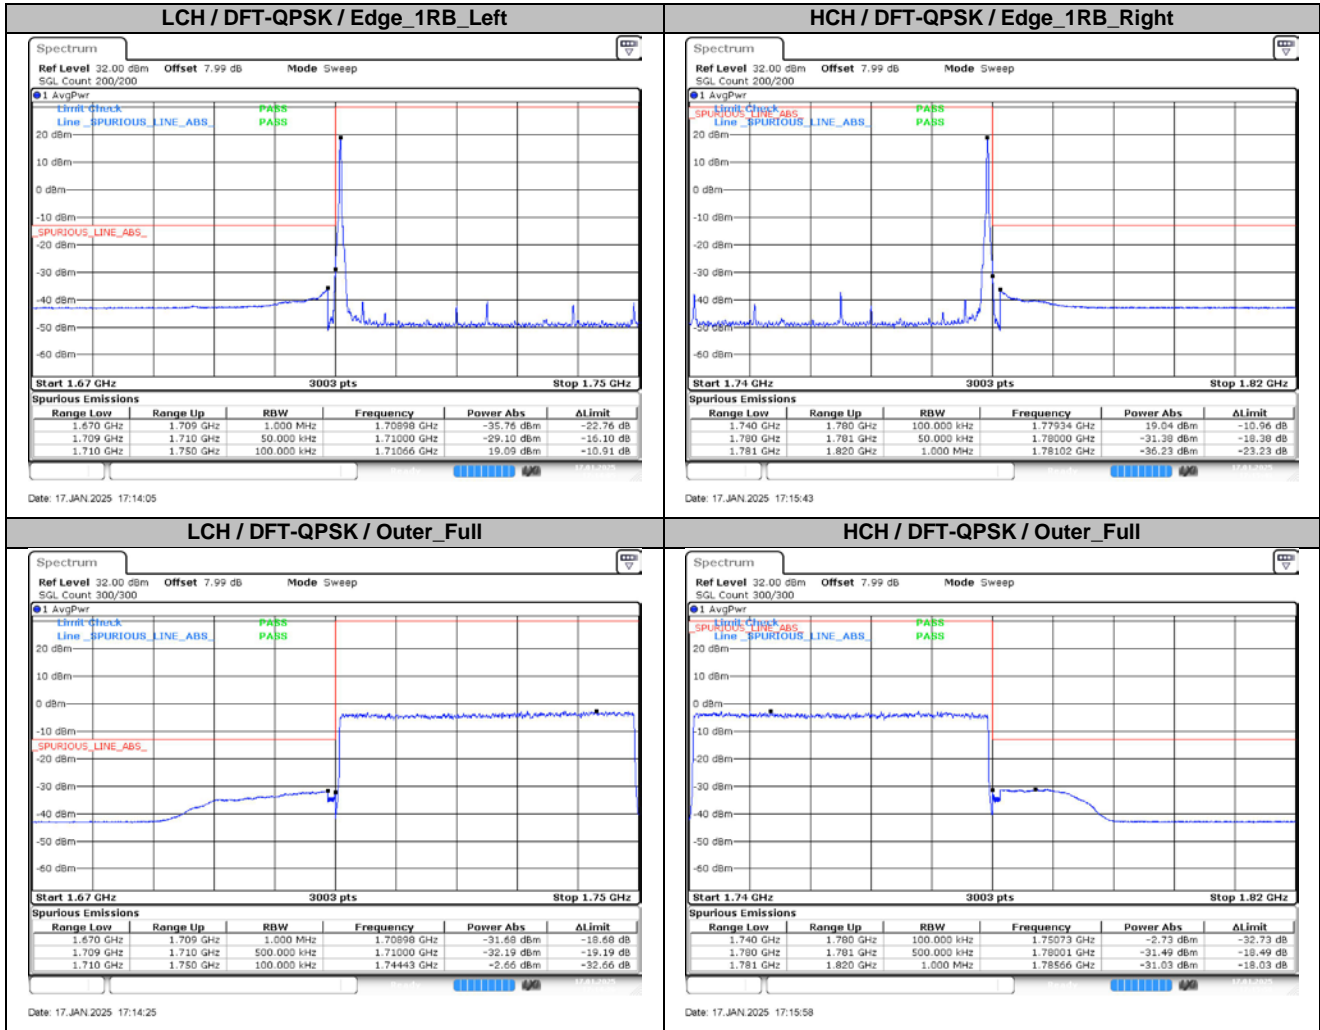 LCH / DFT-QPSK / Edge_1RB_Left
Spectrum
Ref Level 32.00 dBm Offset 7.99 dB Mode Sweep
SGL Count 200/200
1 AvgPwr
Limit Check PASS
Line _SPURIOUS_LINE_ABS_ PASS
20 dBm
10 dBm
0 dBm
-10 dBm
_SPURIOUS_LINE_ABS_
-20 dBm
-30 dBm
-40 dBm
-50 dBm
-60 dBm
Start 1.67 GHz 3003 pts Stop 1.75 GHz
Spurious Emissions
Range Low Range Up RBW Frequency Power Abs ΔLimit
1.670 GHz 1.709 GHz 1.000 MHz 1.70898 GHz -35.76 dBm -22.76 dB
1.709 GHz 1.710 GHz 50.000 kHz 1.71000 GHz -29.10 dBm -16.10 dB
1.710 GHz 1.750 GHz 100.000 kHz 1.71066 GHz 19.09 dBm -10.91 dB
Date: 17.JAN.2025 17:14:05
HCH / DFT-QPSK / Edge_1RB_Right
Spectrum
Ref Level 32.00 dBm Offset 7.99 dB Mode Sweep
SGL Count 200/200
1 AvgPwr
Limit Check PASS
_SPURIOUS_LINE_ABS_
Line _SPURIOUS_LINE_ABS_ PASS
20 dBm
10 dBm
0 dBm
-10 dBm
-20 dBm
-30 dBm
-40 dBm
-50 dBm
-60 dBm
Start 1.74 GHz 3003 pts Stop 1.82 GHz
Spurious Emissions
Range Low Range Up RBW Frequency Power Abs ΔLimit
1.740 GHz 1.780 GHz 100.000 kHz 1.77934 GHz 19.04 dBm -10.96 dB
1.780 GHz 1.781 GHz 50.000 kHz 1.78000 GHz -31.38 dBm -18.38 dB
1.781 GHz 1.820 GHz 1.000 MHz 1.78102 GHz -36.23 dBm -23.23 dB
Date: 17.JAN.2025 17:15:43
LCH / DFT-QPSK / Outer_Full
Spectrum
Ref Level 32.00 dBm Offset 7.99 dB Mode Sweep
SGL Count 300/300
1 AvgPwr
Limit Check PASS
Line _SPURIOUS_LINE_ABS_ PASS
20 dBm
10 dBm
0 dBm
-10 dBm
_SPURIOUS_LINE_ABS_
-20 dBm
-30 dBm
-40 dBm
-50 dBm
-60 dBm
Start 1.67 GHz 3003 pts Stop 1.75 GHz
Spurious Emissions
Range Low Range Up RBW Frequency Power Abs ΔLimit
1.670 GHz 1.709 GHz 1.000 MHz 1.70898 GHz -31.68 dBm -18.68 dB
1.709 GHz 1.710 GHz 500.000 kHz 1.71000 GHz -32.19 dBm -19.19 dB
1.710 GHz 1.750 GHz 100.000 kHz 1.74443 GHz -2.66 dBm -32.66 dB
Date: 17.JAN.2025 17:14:25
HCH / DFT-QPSK / Outer_Full
Spectrum
Ref Level 32.00 dBm Offset 7.99 dB Mode Sweep
SGL Count 300/300
1 AvgPwr
Limit Check PASS
_SPURIOUS_LINE_ABS_
Line _SPURIOUS_LINE_ABS_ PASS
20 dBm
10 dBm
0 dBm
-10 dBm
-20 dBm
-30 dBm
-40 dBm
-50 dBm
-60 dBm
Start 1.74 GHz 3003 pts Stop 1.82 GHz
Spurious Emissions
Range Low Range Up RBW Frequency Power Abs ΔLimit
1.740 GHz 1.780 GHz 100.000 kHz 1.75073 GHz -2.73 dBm -32.73 dB
1.780 GHz 1.781 GHz 500.000 kHz 1.78001 GHz -31.49 dBm -18.49 dB
1.781 GHz 1.820 GHz 1.000 MHz 1.78566 GHz -31.03 dBm -18.03 dB
Date: 17.JAN.2025 17:15:58